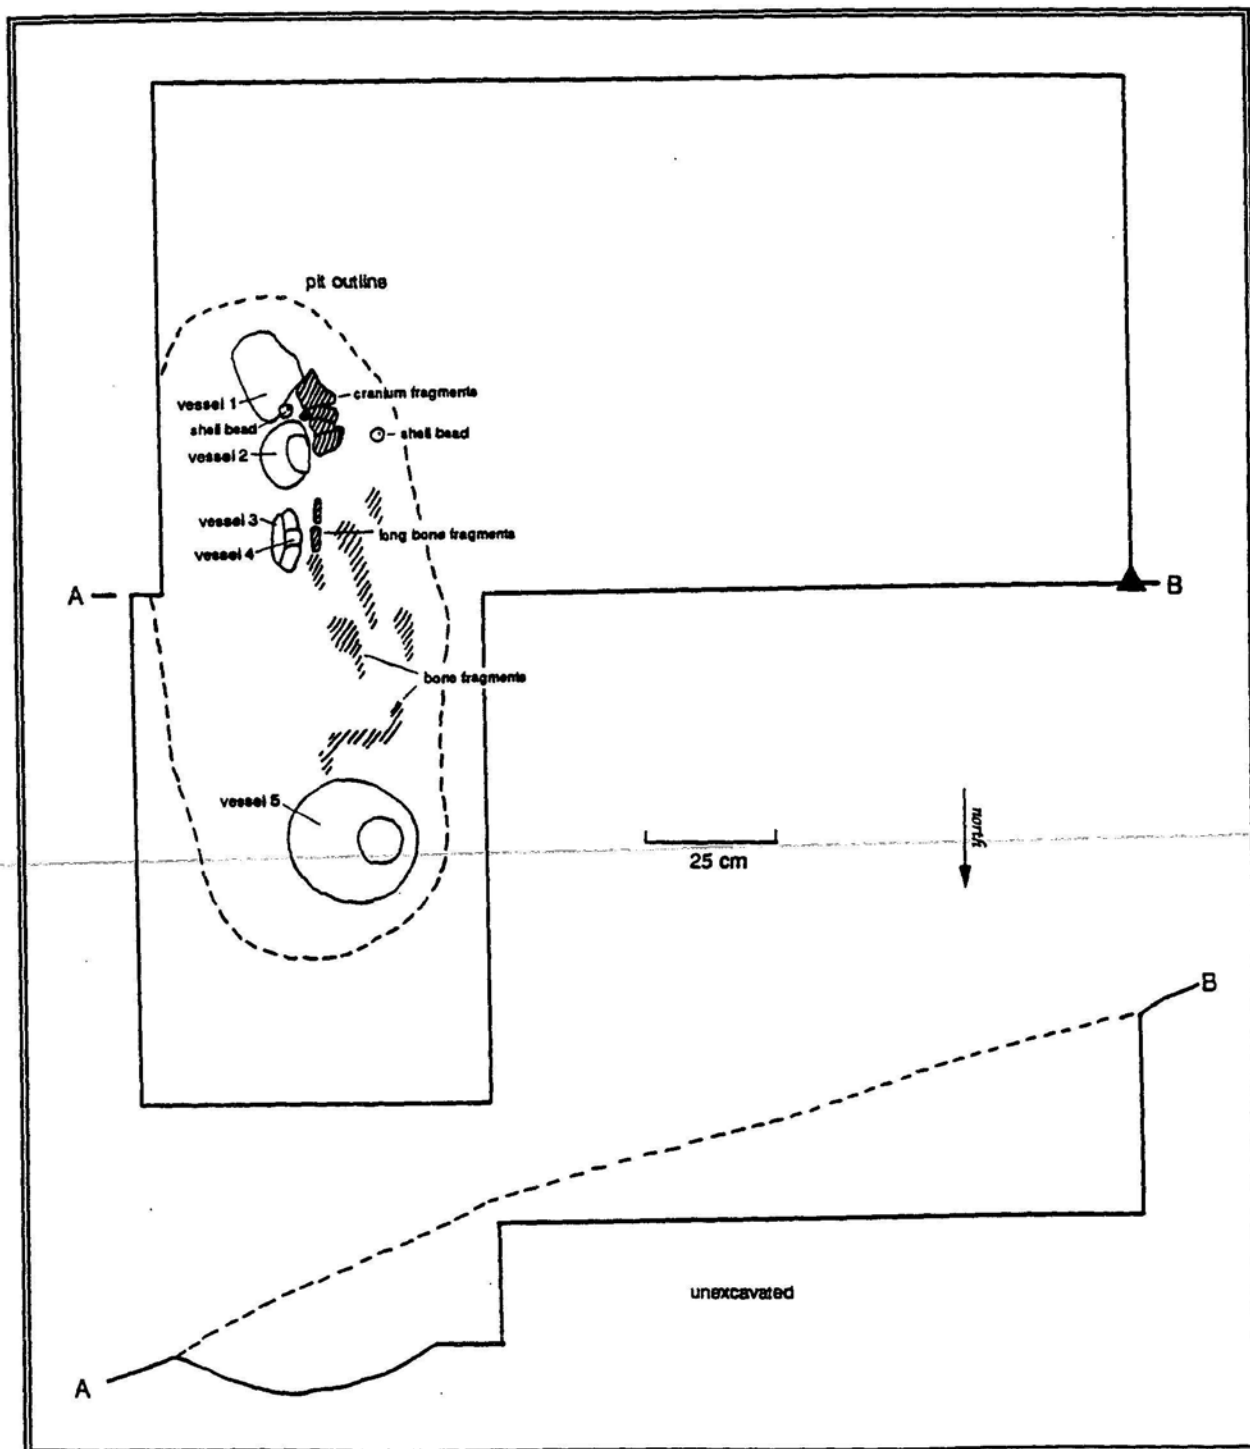 pit outline
cranium fragments
vessel 1
shell bead
shell bead
vessel 2
vessel 3
long bone fragments
vessel 4
A
B
bone fragments
vessel 5
25 cm
north
B
unexcavated
A